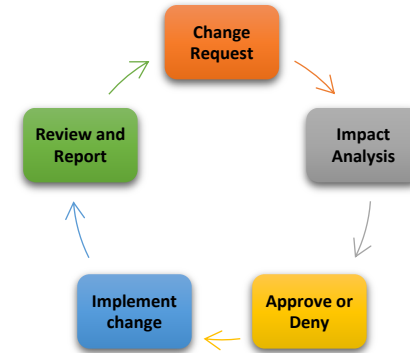 Change
Request
Impact
Analysis
Approve or
Deny
Implement
change
Review and
Report